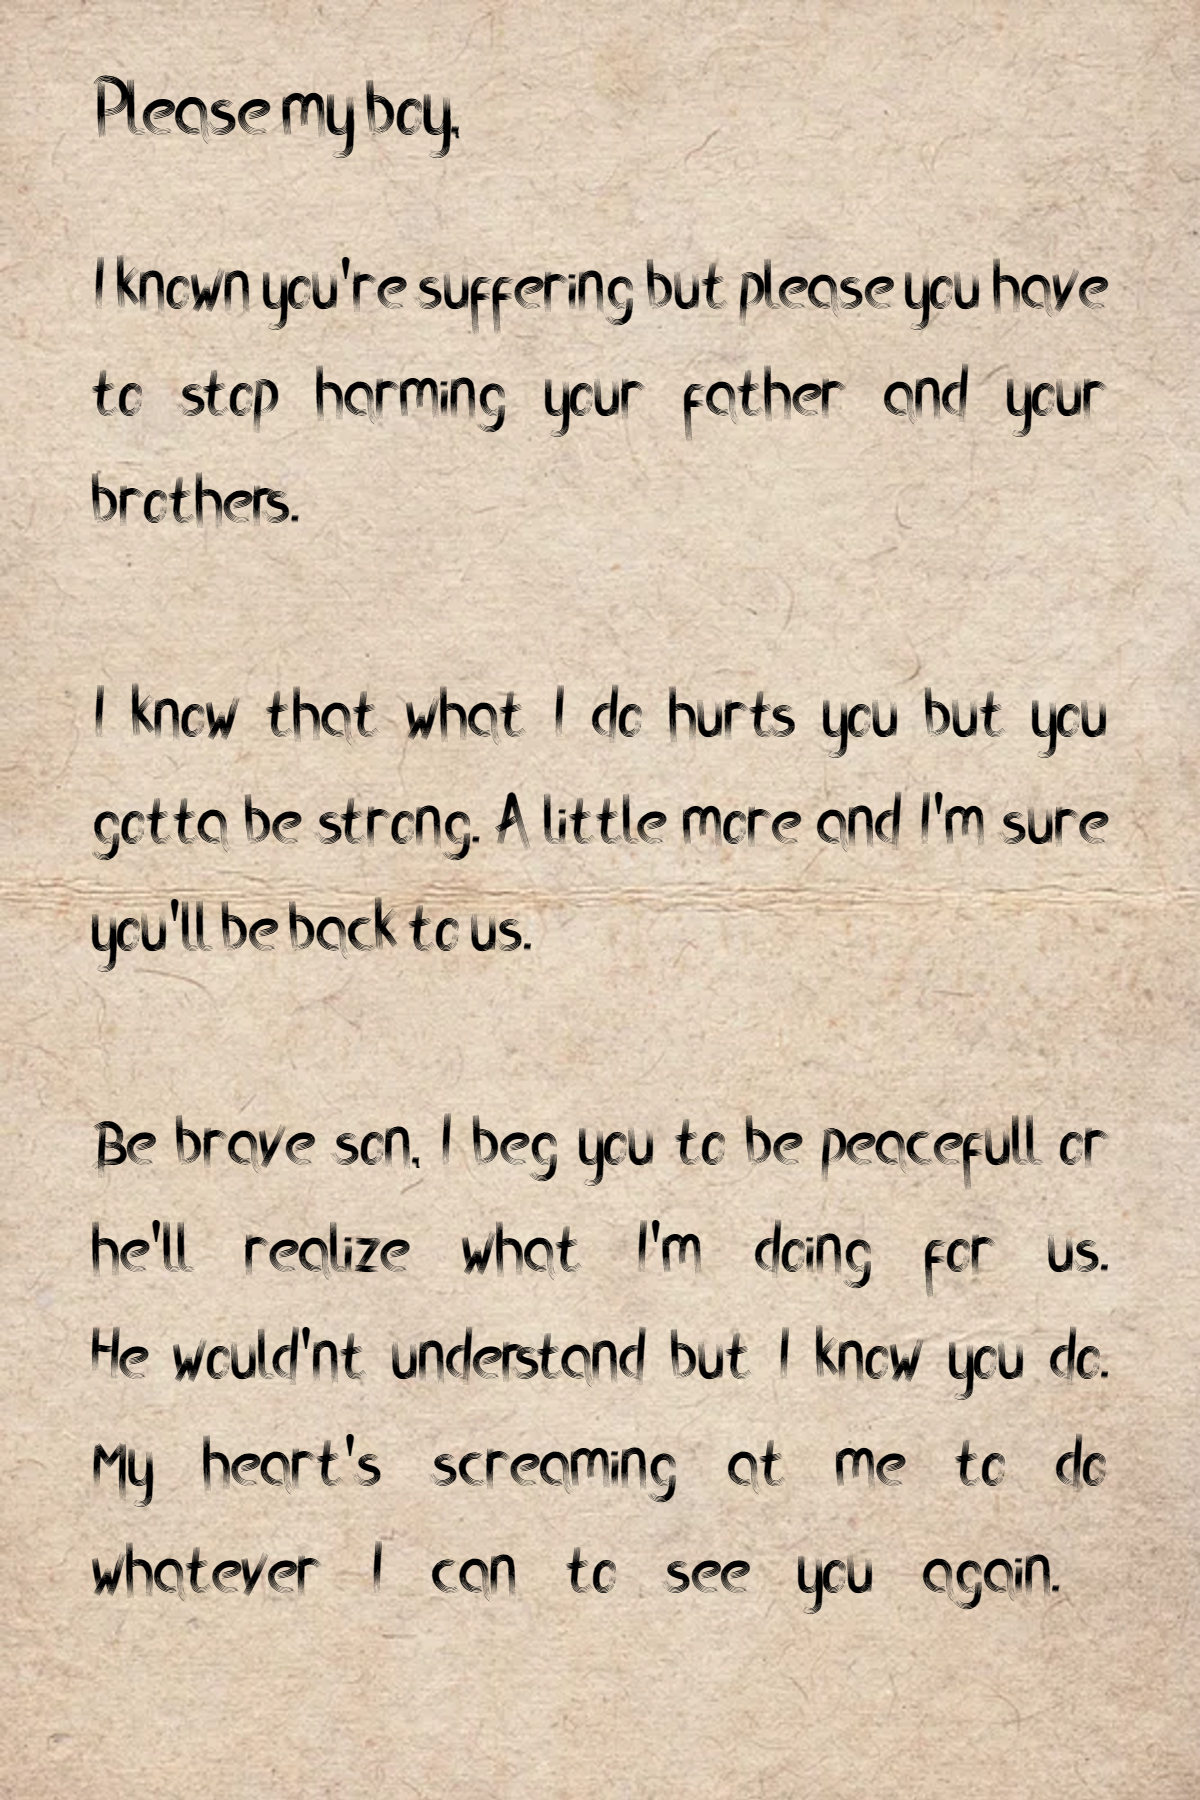 Please my boy,
I known you're suffering but please you have
to stop harming your father and your
brothers.
I know that what I do hurts you but you
gotta be strong. A little more and I'm sure
you'll be back to us.
Be brave son, I beg you to be peacefull or
he'll realize what I'm doing for us.
He would'nt understand but I know you do.
My heart's screaming at me to do
whatever I can to see you again.